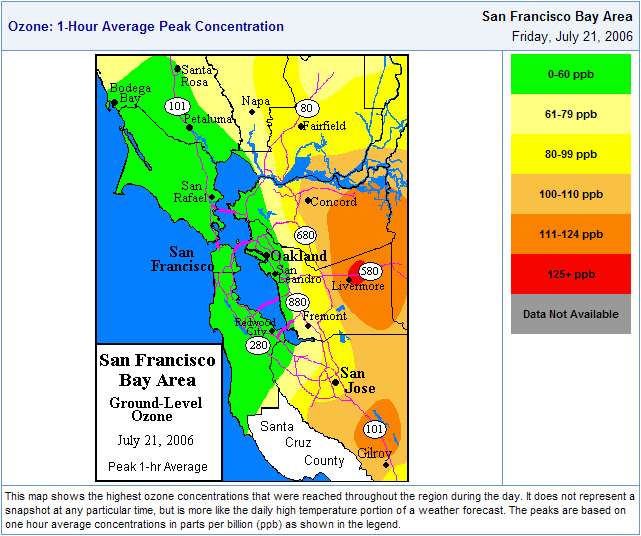 Ozone: 1-Hour Average Peak Concentration
San Francisco Bay Area
Friday, July 21, 2006
Santa
Rosa
Bodega
Bay
101
Petaluma
Napa
80
Fairfield
San
Rafael
Concord
680
San
Francisco
Oakland
San
Leandro
580
Livermore
880
Fremont
Redwood
City
280
San
Jose
101
Gilroy
Santa
Cruz
County
San Francisco
Bay Area
Ground-Level
Ozone
July 21, 2006
Peak 1-hr Average
0-60 ppb
61-79 ppb
80-99 ppb
100-110 ppb
111-124 ppb
125+ ppb
Data Not Available
This map shows the highest ozone concentrations that were reached throughout the region during the day. It does not represent a
snapshot at any particular time, but is more like the daily high temperature portion of a weather forecast. The peaks are based on
one hour average concentrations in parts per billion (ppb) as shown in the legend.